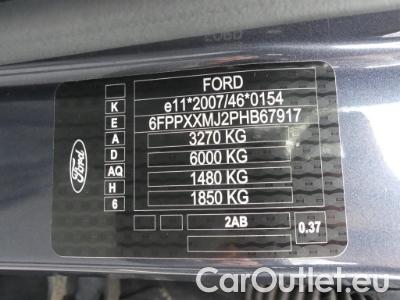 FORD
K e11*2007/46*0154
E 6FPPXXMJ2PHB67917
A 3270 KG
D 6000 KG
AQ 1480 KG
H 1850 KG
6
Ford
2AB 0.37
CarOutlet.eu